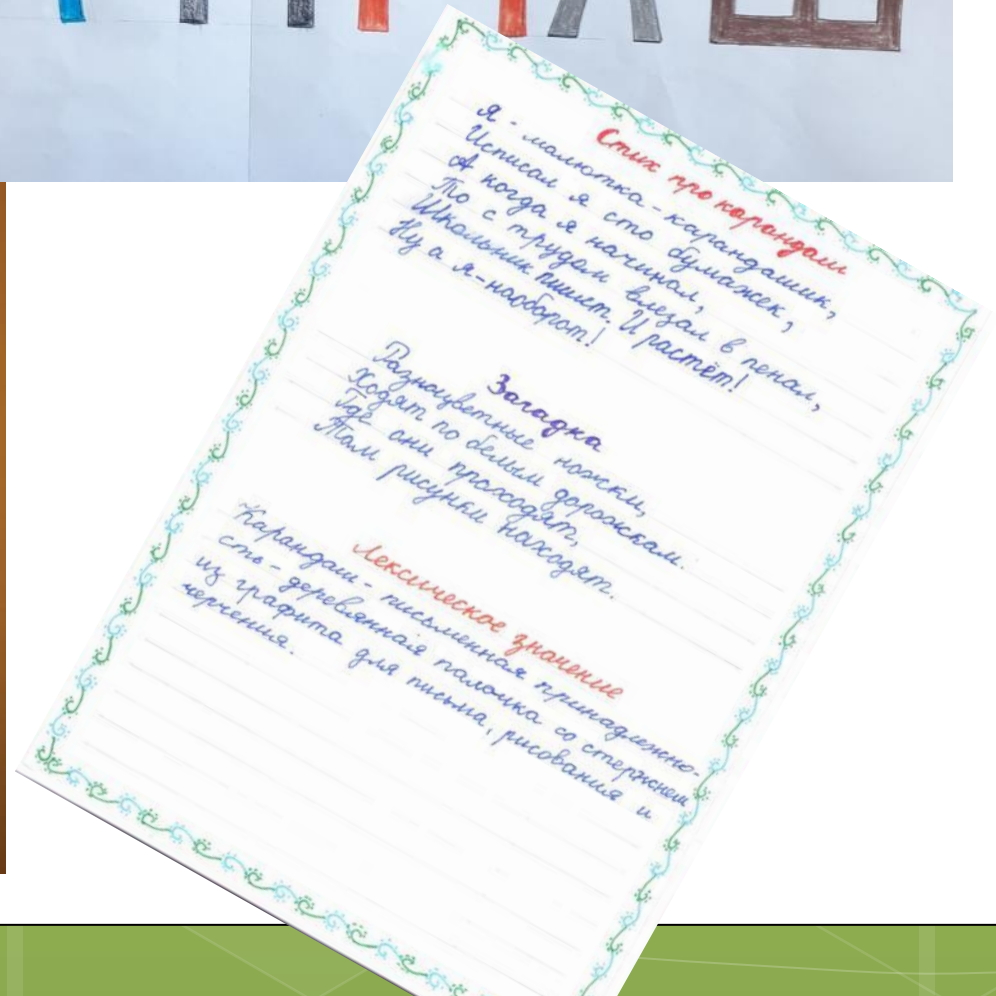 Стих про карандаш
Я - малютка-карандашик,
Исписал я сто бумажек,
А когда я начинал,
То с трудом влезал в пенал,
Школьник пишет. И растёт!
Ну а я-наоборот!
Загадка
Разноцветные ножки,
Ходят по белым дорожкам.
Где они проходят,
Там рисунки находят.
Лексическое значение
Карандаш- письменная принадлежно-
сть- деревянная палочка со стержнем
из графита для письма, рисования и
черчения.